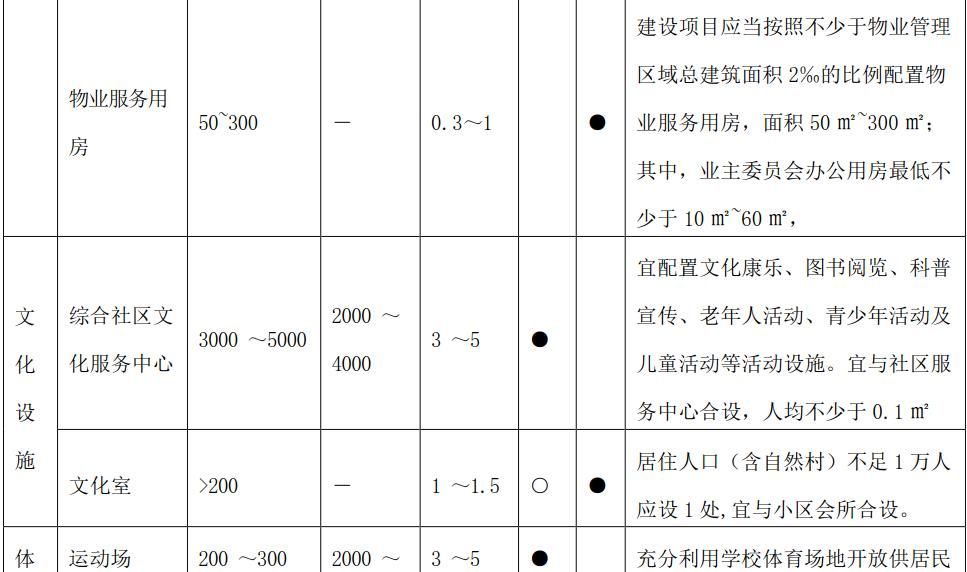 物业服务用
房
50~300
—
0.3～1
●
建设项目应当按照不少于物业管理
区域总建筑面积 2‰的比例配置物
业服务用房，面积 50 ㎡~300 ㎡；
其中，业主委员会办公用房最低不
少于 10 ㎡~60 ㎡，
文
化
设
施
综合社区文
化服务中心
3000 ～5000
2000 ～
4000
3 ～5
●
宜配置文化康乐、图书阅览、科普
宣传、老年人活动、青少年活动及
儿童活动等活动设施。宜与社区服
务中心合设，人均不少于 0.1 ㎡
文化室
>200
—
1 ～1.5
○
●
居住人口（含自然村）不足 1 万人
应设 1 处,宜与小区会所合设。
体
运动场
200 ～300
2000 ～
3 ～5
●
充分利用学校体育场地开放供居民